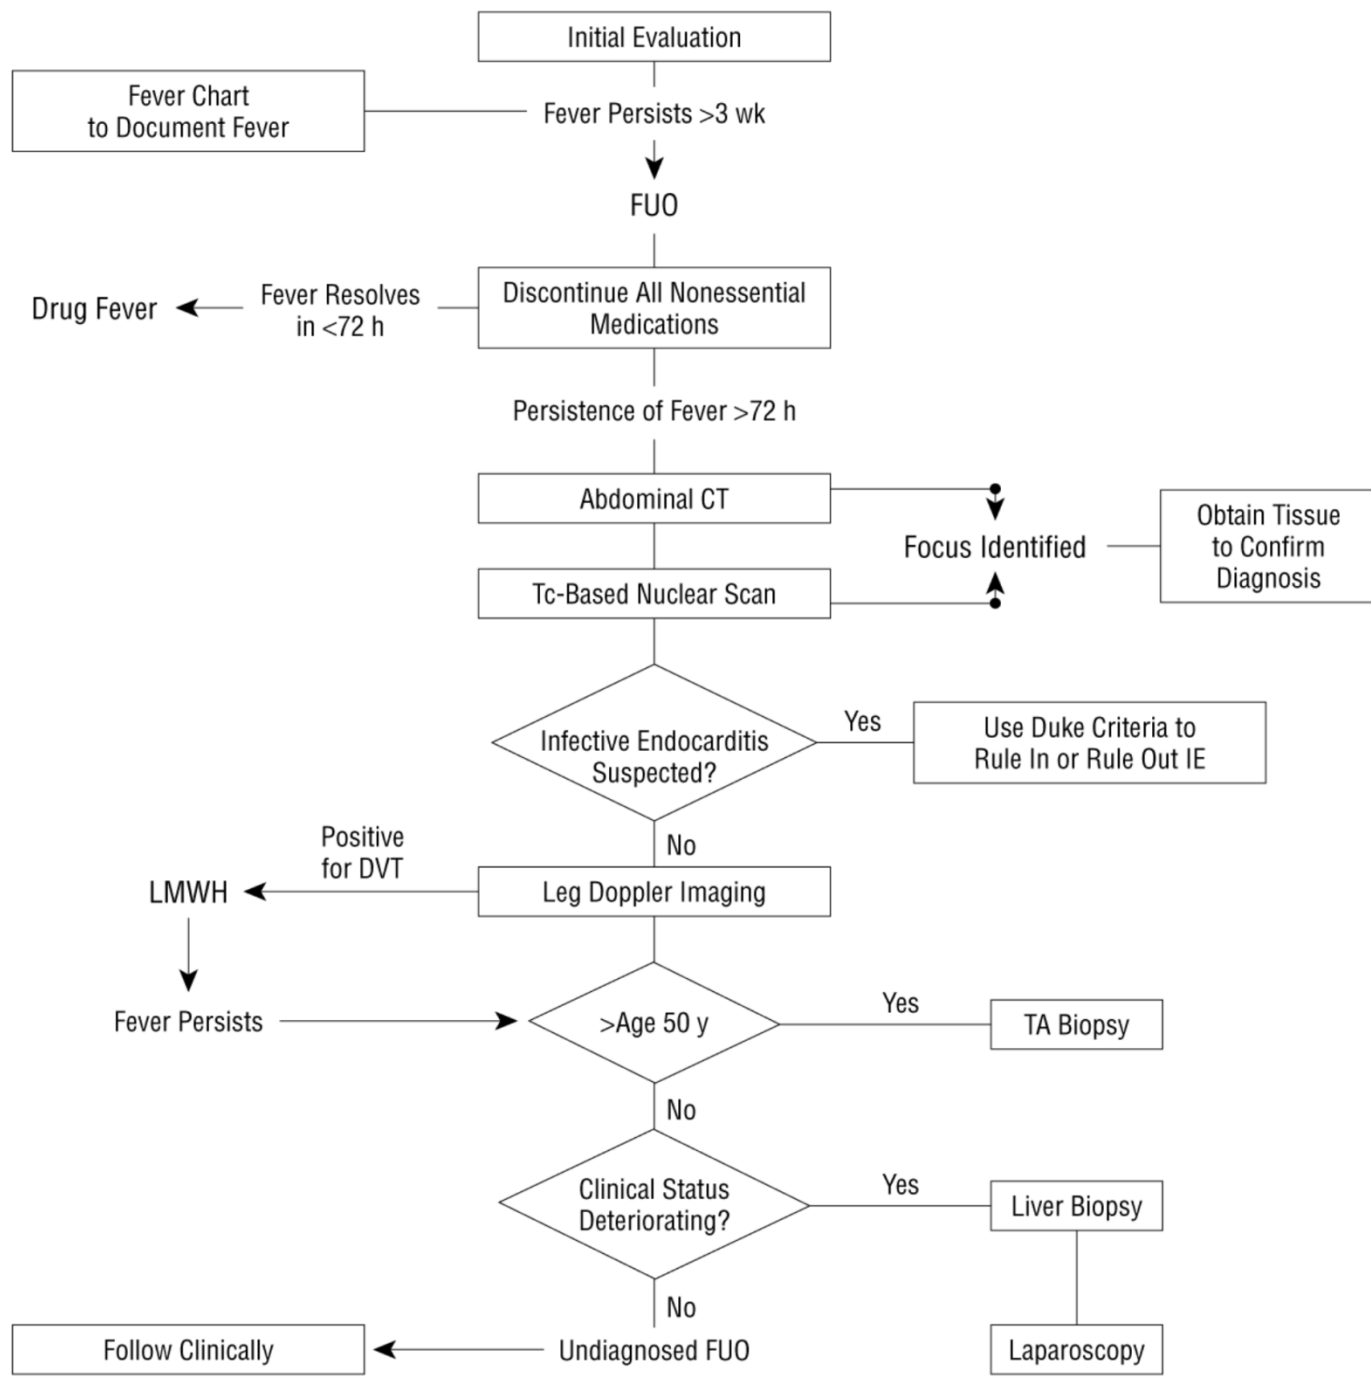 Initial Evaluation
Fever Chart
to Document Fever
Fever Persists >3 wk
FUO
Drug Fever
Fever Resolves
in <72 h
Discontinue All Nonessential
Medications
Persistence of Fever >72 h
Abdominal CT
Focus Identified
Obtain Tissue
to Confirm
Diagnosis
Tc-Based Nuclear Scan
Infective Endocarditis
Suspected?
Yes
Use Duke Criteria to
Rule In or Rule Out IE
No
Positive
for DVT
LMWH
Leg Doppler Imaging
Fever Persists
>Age 50 y
Yes
TA Biopsy
No
Clinical Status
Deteriorating?
Yes
Liver Biopsy
No
Follow Clinically
Undiagnosed FUO
Laparoscopy